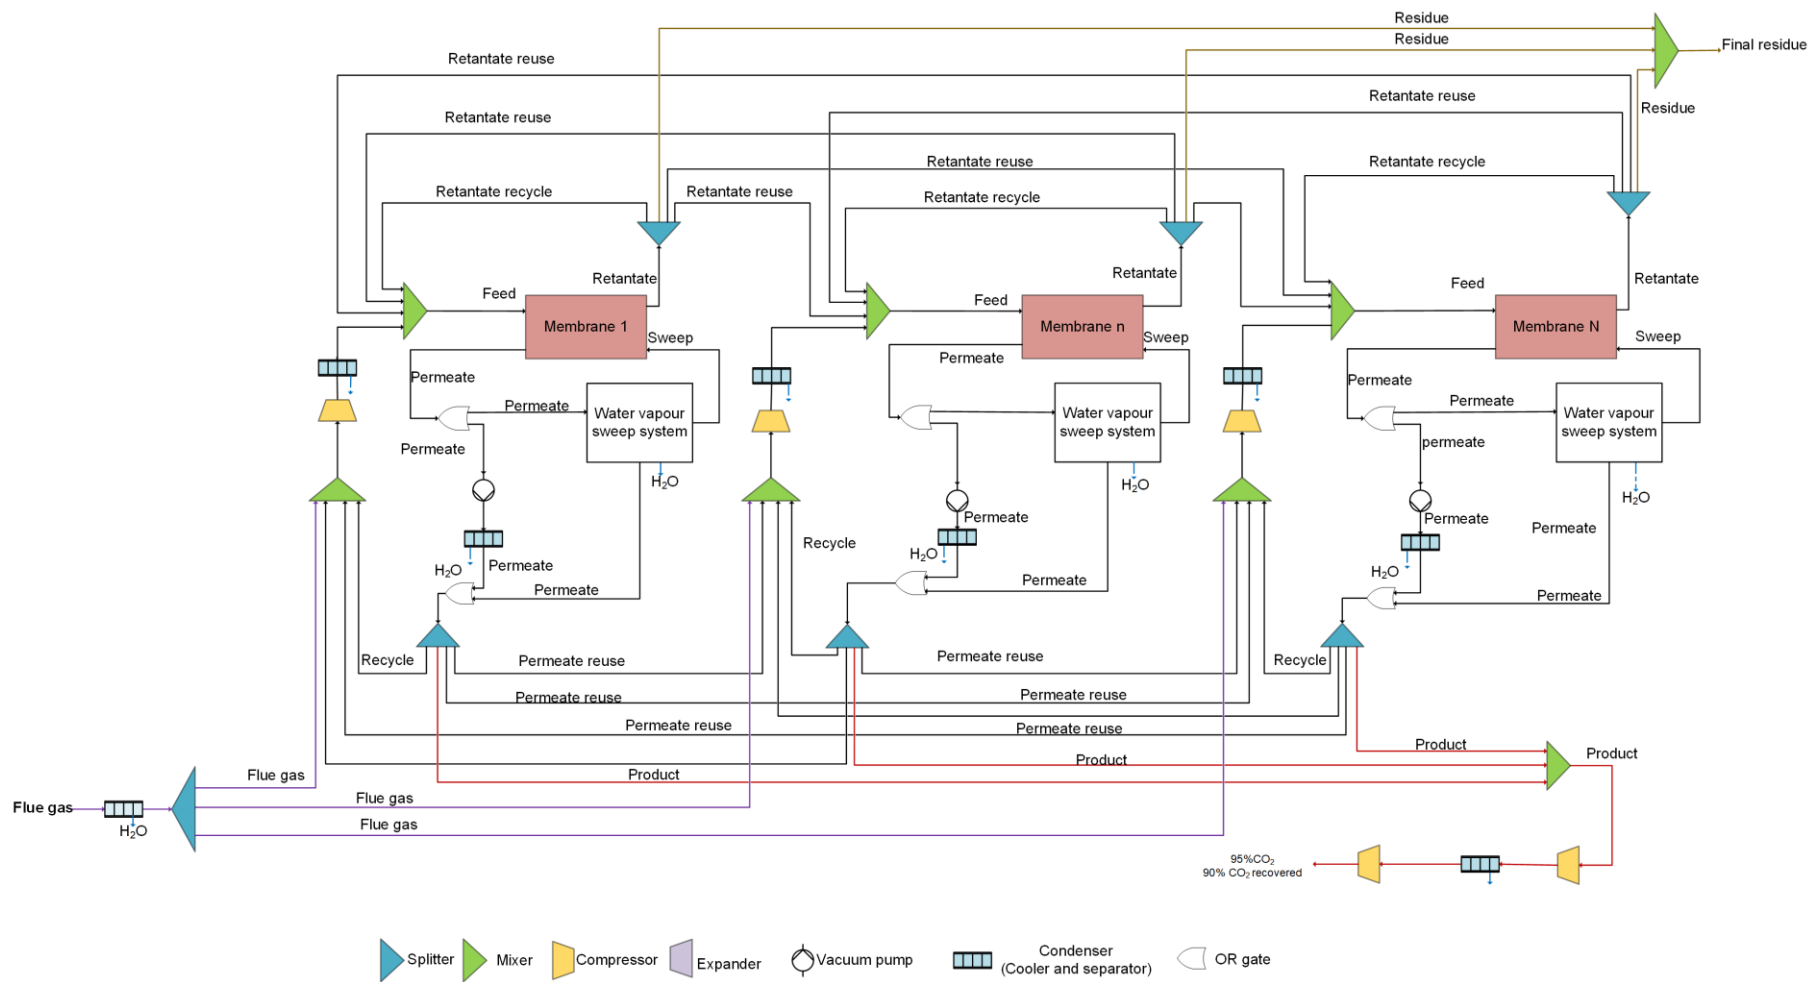 Residue
Residue
Final residue
Retantate reuse
Retantate reuse
Residue
Retantate reuse
Retantate reuse
Retantate recycle
Retantate recycle
Retantate reuse
Retantate recycle
Retantate
Retantate
Retantate
Feed
Feed
Feed
Membrane 1
Membrane n
Membrane N
Sweep
Sweep
Sweep
Permeate
Permeate
Permeate
Permeate
Water vapour
sweep system
Water vapour
sweep system
Permeate
Water vapour
sweep system
Permeate
permeate
H2O
H2O
H2O
Permeate
Permeate
Permeate
Recycle
H2O
Permeate
H2O
H2O
Permeate
Permeate
Permeate
Recycle
Permeate reuse
Permeate reuse
Recycle
Permeate reuse
Permeate reuse
Permeate reuse
Permeate reuse
Product
Product
Product
Product
Flue gas
Flue gas
Flue gas
H2O
Flue gas
95%CO2
90% CO2 recovered
Splitter
Mixer
Compressor
Expander
Vacuum pump
Condenser
(Cooler and separator)
OR gate